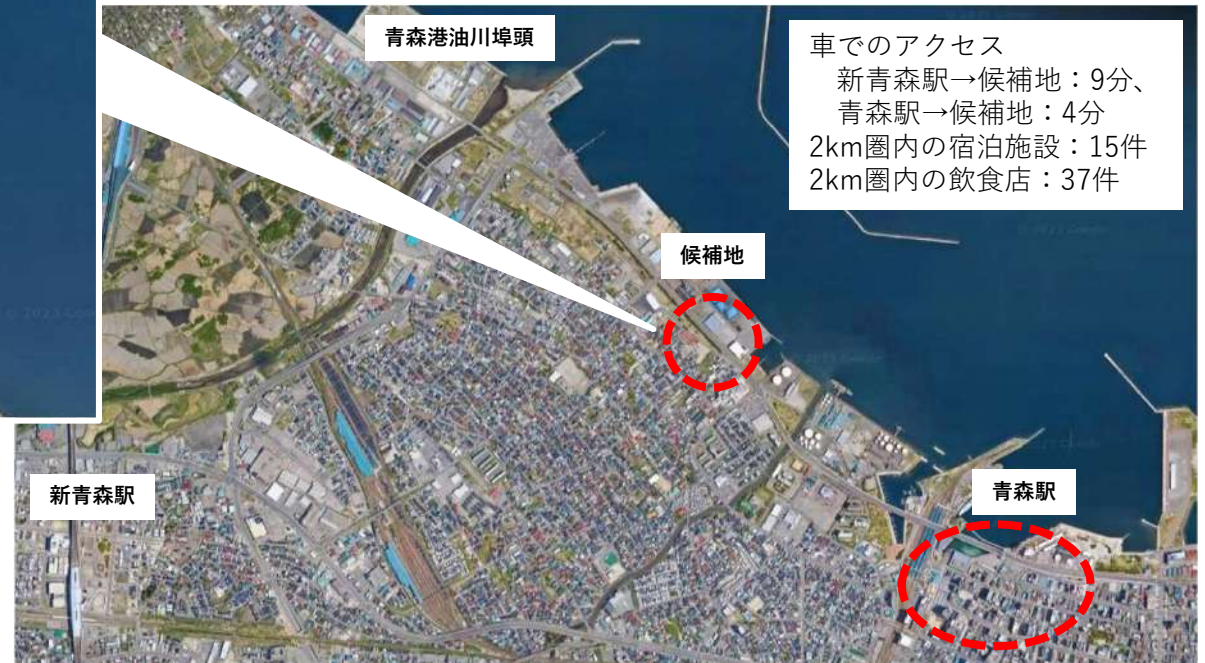 青森港油川埠頭
車でのアクセス
新青森駅→候補地：9分、
青森駅→候補地：4分
2km圏内の宿泊施設：15件
2km圏内の飲食店：37件
候補地
新青森駅
青森駅